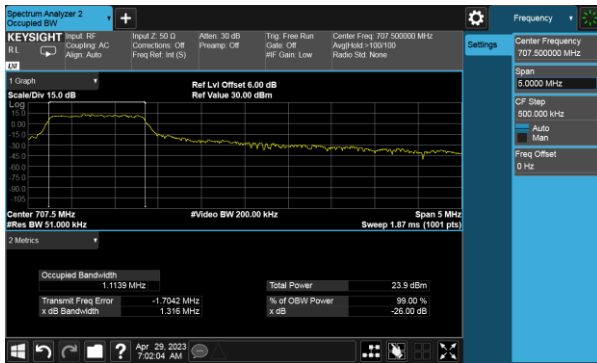 Spectrum Analyzer 2
Occupied BW
Frequency
KEYSIGHT
Input: RF
Input Z: 50 Ω
Atten: 30 dB
Trig: Free Run
Center Freq: 707.500000 MHz
RL
Coupling: AC
Corrections: Off
Preamp: Off
Gate: Off
Avg|Hold:>100/100
Align: Auto
Freq Ref: Int (S)
#IF Gain: Low
Radio Std: None
LXI
Settings
Center Frequency
707.500000 MHz
Span
5.0000 MHz
CF Step
500.000 kHz
Auto
Man
Freq Offset
0 Hz
1 Graph
Ref Lvl Offset 6.00 dB
Scale/Div 15.0 dB
Ref Value 30.00 dBm
Log
15.0
0.00
-15.0
-30.0
-45.0
-60.0
-75.0
-90.0
-105
Center 707.5 MHz
#Video BW 200.00 kHz
Span 5 MHz
#Res BW 51.000 kHz
Sweep 1.87 ms (1001 pts)
2 Metrics
Occupied Bandwidth
1.1139 MHz
Total Power
23.9 dBm
Transmit Freq Error
-1.7042 MHz
% of OBW Power
99.00 %
x dB Bandwidth
1.316 MHz
x dB
-26.00 dB
Apr 29, 2023
7:02:04 AM